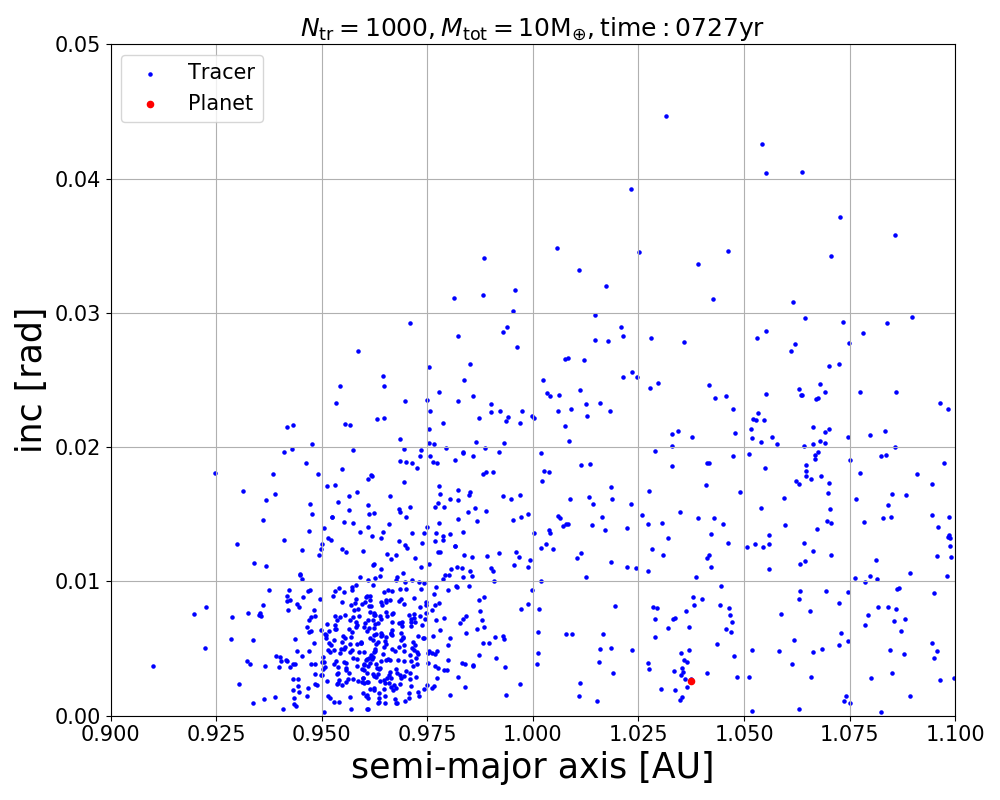 N_tr = 1000, M_tot = 10M_⊕, time : 0727yr
Tracer
Planet
0.05
0.04
0.03
0.02
0.01
0.00
inc [rad]
0.900 0.925 0.950 0.975 1.000 1.025 1.050 1.075 1.100
semi-major axis [AU]